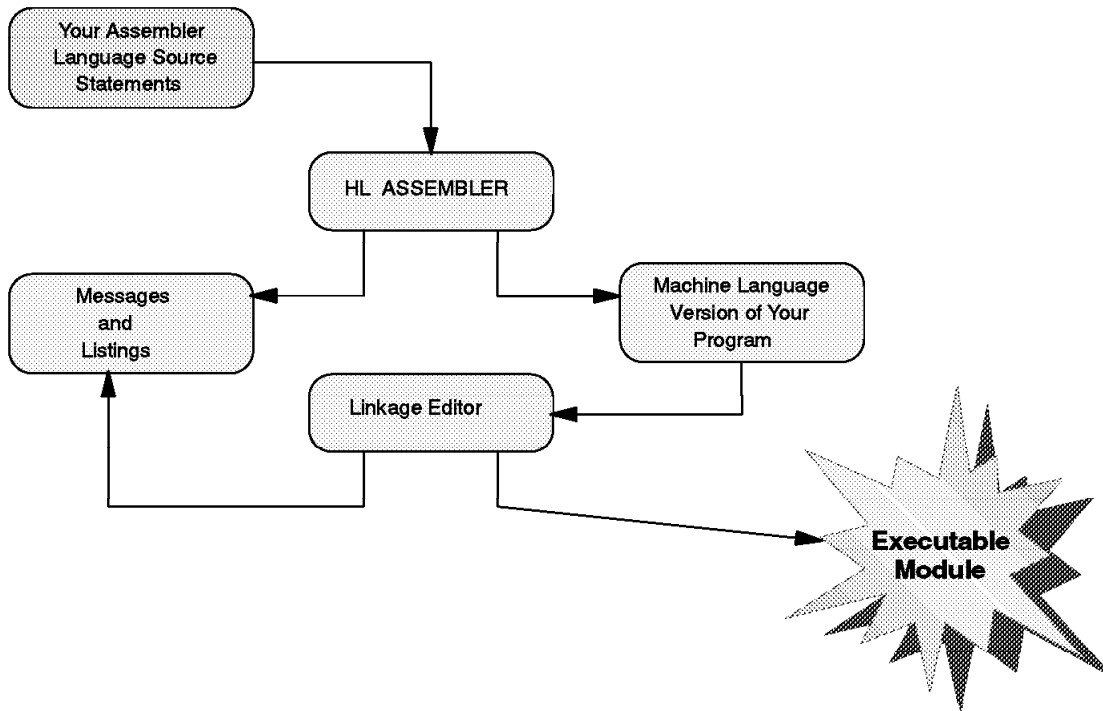 Your Assembler
Language Source
Statements
HL ASSEMBLER
Messages
and
Listings
Machine Language
Version of Your
Program
Linkage Editor
Executable
Module